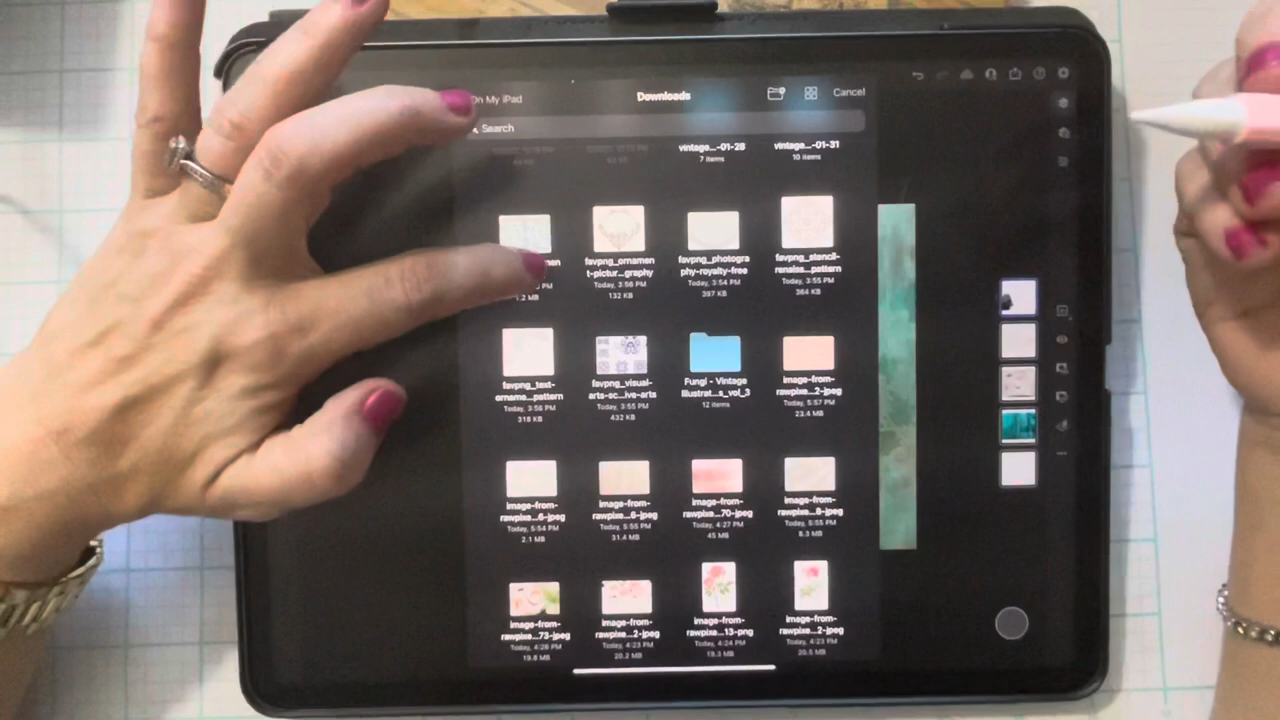 On My iPad
Downloads
Cancel
Search
vintage...-01-28
7 items
vintage...-01-31
10 items
1.2 MB
favpng_ornamen
t-pictur...graphy
Today, 3:56 PM
132 KB
favpng_photogra
phy-royalty-free
Today, 3:54 PM
397 KB
favpng_stencil-
renaiss...pattern
Today, 3:55 PM
364 KB
favpng_text-
orname...pattern
Today, 3:56 PM
318 KB
favpng_visual-
arts-sc...ive-arts
Today, 3:55 PM
432 KB
Fungi - Vintage
Illustrat...s_vol_3
12 items
image-from-
rawpixe...2-jpeg
Today, 5:57 PM
23.4 MB
image-from-
rawpixe...6-jpeg
Today, 5:54 PM
2.1 MB
image-from-
rawpixe...6-jpeg
Today, 5:55 PM
31.4 MB
image-from-
rawpixe...70-jpeg
Today, 4:27 PM
45 MB
image-from-
rawpixe...8-jpeg
Today, 5:55 PM
8.3 MB
image-from-
rawpixe...73-jpeg
Today, 4:28 PM
19.8 MB
image-from-
rawpixe...2-jpeg
Today, 4:23 PM
20.2 MB
image-from-
rawpixe...13-png
Today, 4:24 PM
19.3 MB
image-from-
rawpixe...2-jpeg
Today, 4:23 PM
20.5 MB